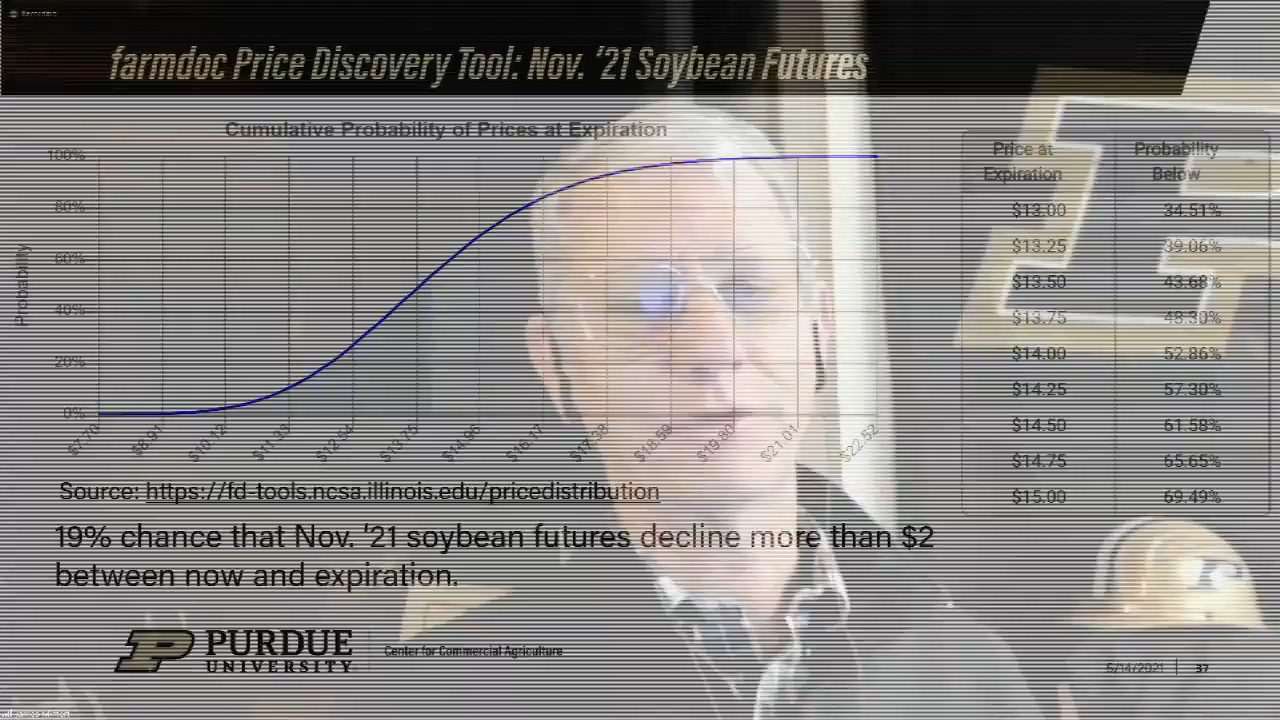 farmdoc Price Discovery Tool: Nov. '21 Soybean Futures
Cumulative Probability of Prices at Expiration
100%
80%
60%
40%
20%
0%
Probability
$7.70
$8.91
$10.12
$11.33
$12.54
$13.75
$14.96
$16.17
$17.38
$18.59
$19.80
$21.01
$22.52
Price at Expiration Probability Below
$13.00 34.51%
$13.25 39.06%
$13.50 43.68%
$13.75 48.30%
$14.00 52.86%
$14.25 57.30%
$14.50 61.58%
$14.75 65.65%
$15.00 69.49%
Source: https://fd-tools.ncsa.illinois.edu/pricedistribution
19% chance that Nov. '21 soybean futures decline more than $2
between now and expiration.
P PURDUE
UNIVERSITY
Center for Commercial Agriculture
5/14/2021 37